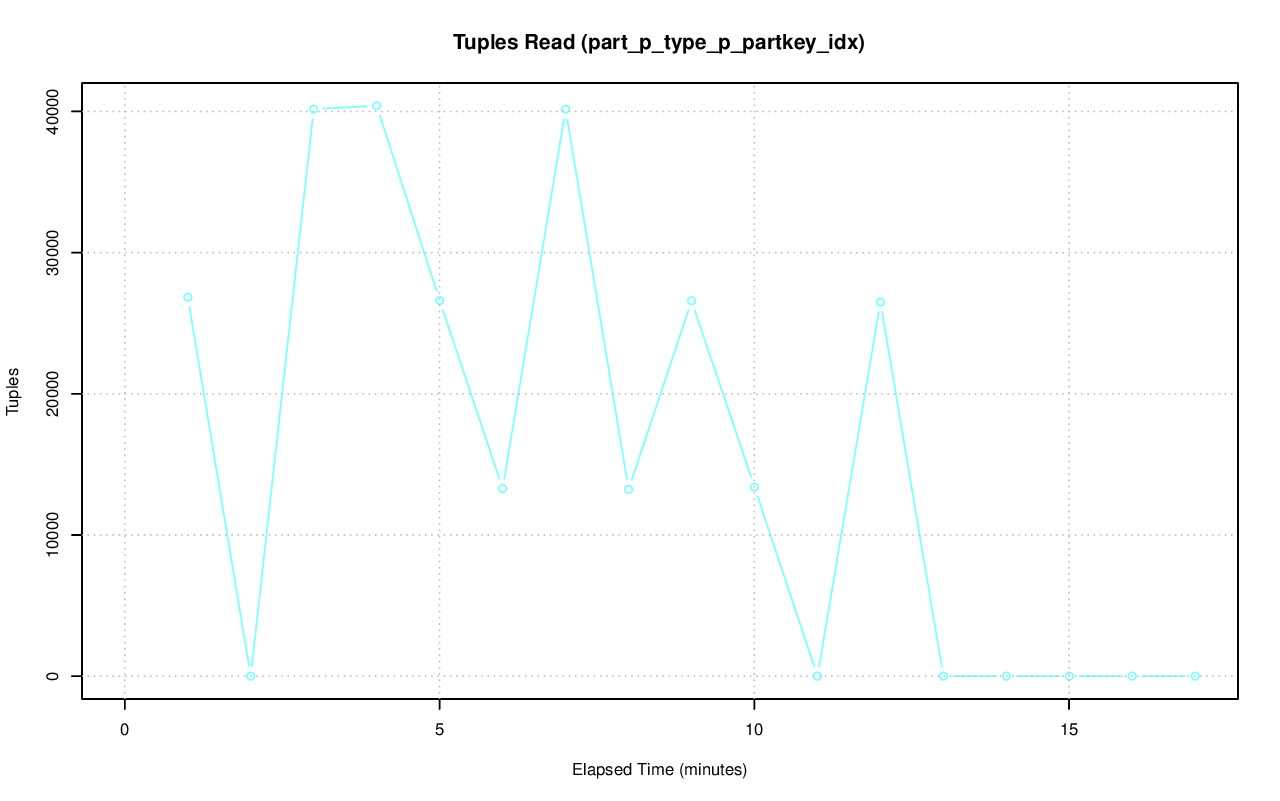 Tuples Read (part_p_type_p_partkey_idx)
40000
30000
20000
10000
0
Tuples
0 5 10 15
Elapsed Time (minutes)